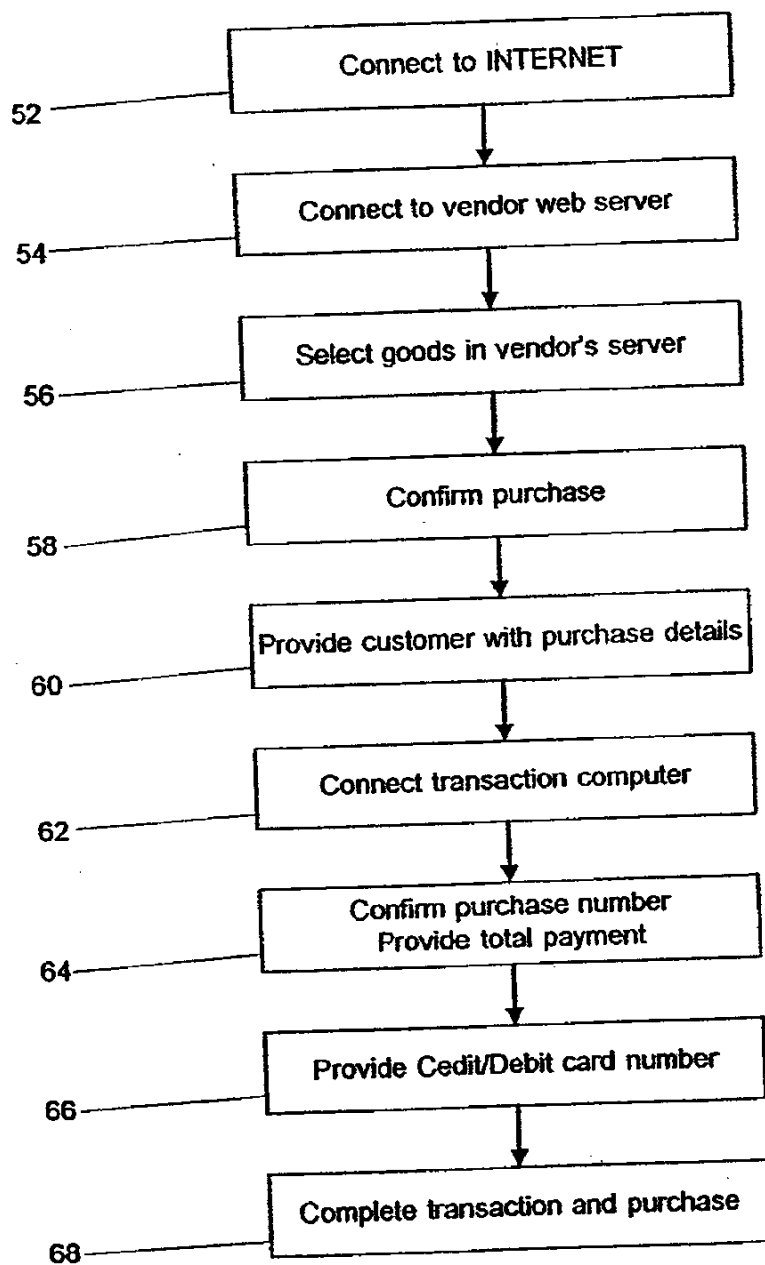 Connect to INTERNET
52
Connect to vendor web server
54
Select goods in vendor's server
56
Confirm purchase
58
Provide customer with purchase details
60
Connect transaction computer
62
Confirm purchase number
Provide total payment
64
Provide Cedit/Debit card number
66
Complete transaction and purchase
68